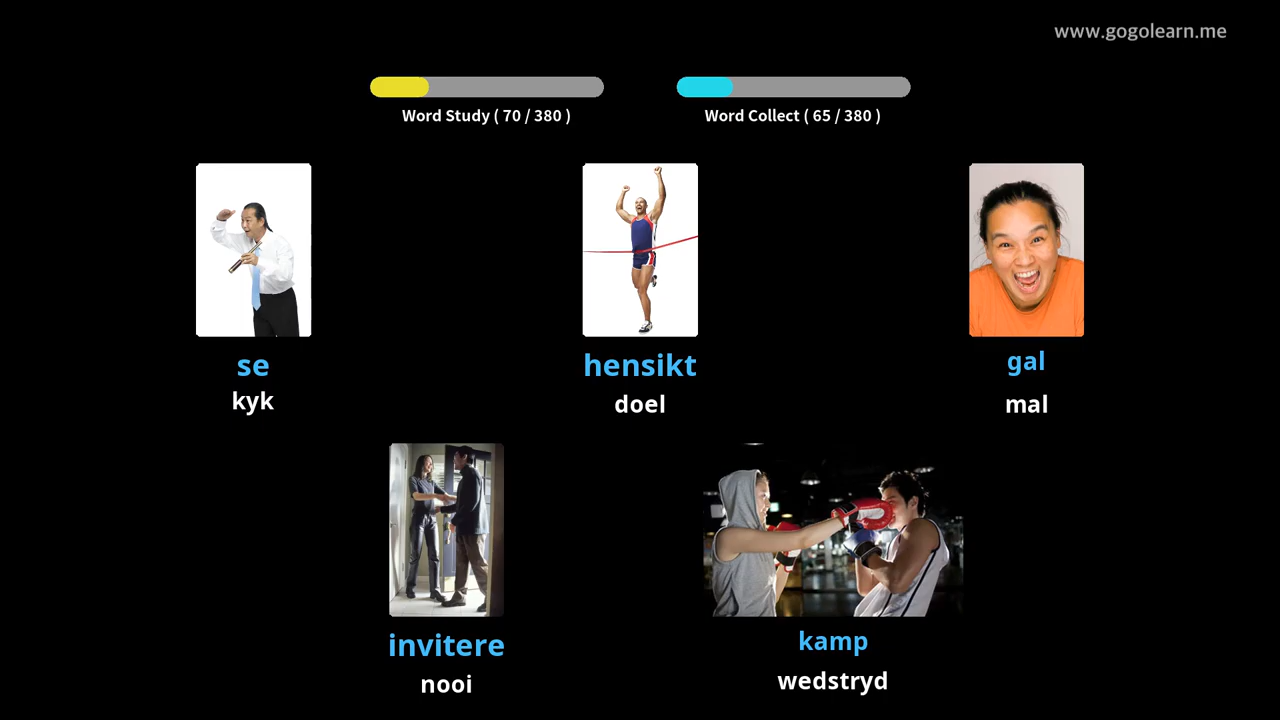 www.gogolearn.me
Word Study ( 70 / 380 )
Word Collect ( 65 / 380 )
se
kyk
hensikt
doel
gal
mal
invitere
nooi
kamp
wedstryd